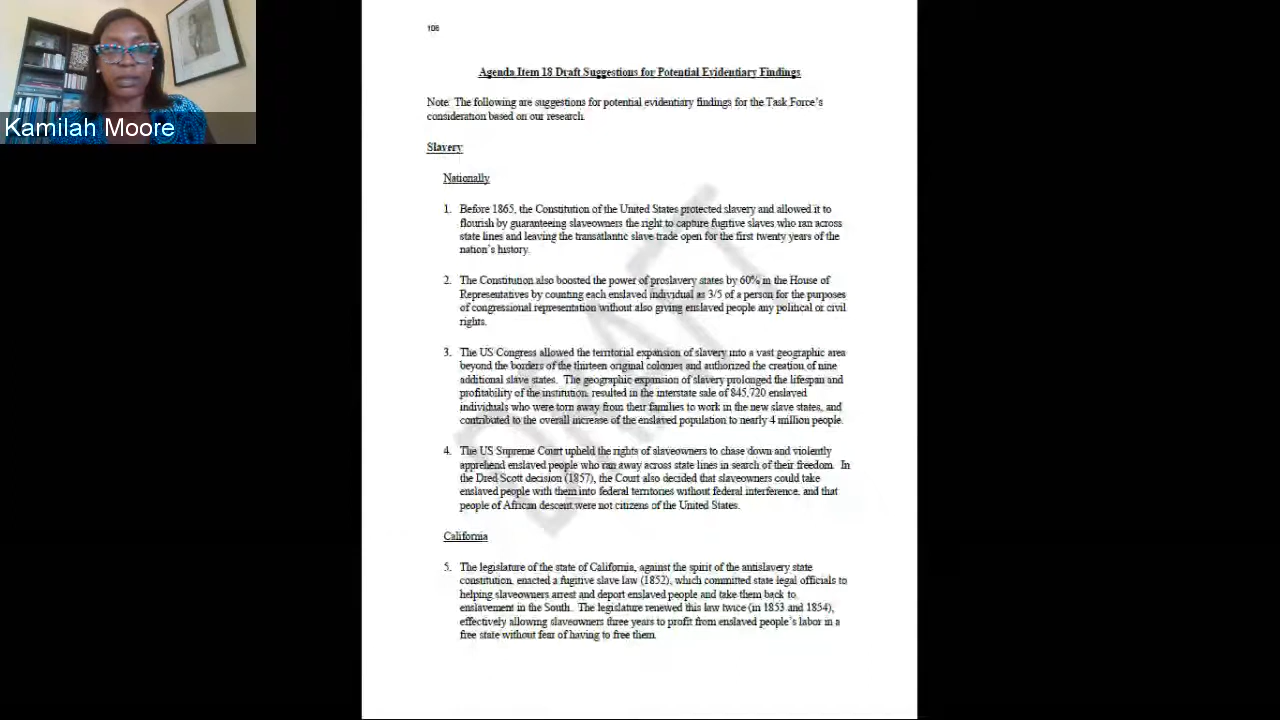 Kamilah Moore
106
Agenda Item 18 Draft Suggestions for Potential Evidentiary Findings
Note: The following are suggestions for potential evidentiary findings for the Task Force's
consideration based on our research.
Slavery
Nationally
1. Before 1865, the Constitution of the United States protected slavery and allowed it to
flourish by guaranteeing slaveowners the right to capture fugitive slaves who ran across
state lines and leaving the transatlantic slave trade open for the first twenty years of the
nation's history.
2. The Constitution also boosted the power of proslavery states by 60% in the House of
Representatives by counting each enslaved individual as 3/5 of a person for the purposes
of congressional representation without also giving enslaved people any political or civil
rights.
3. The US Congress allowed the territorial expansion of slavery into a vast geographic area
beyond the borders of the thirteen original colonies and authorized the creation of nine
additional slave states. The geographic expansion of slavery prolonged the lifespan and
profitability of the institution, resulted in the interstate sale of 845,720 enslaved
individuals who were torn away from their families to work in the new slave states, and
contributed to the overall increase of the enslaved population to nearly 4 million people.
4. The US Supreme Court upheld the rights of slaveowners to chase down and violently
apprehend enslaved people who ran away across state lines in search of their freedom. In
the Dred Scott decision (1857), the Court also decided that slaveowners could take
enslaved people with them into federal territories without federal interference, and that
people of African descent were not citizens of the United States.
California
5. The legislature of the state of California, against the spirit of the antislavery state
constitution, enacted a fugitive slave law (1852), which committed state legal officials to
helping slaveowners arrest and deport enslaved people and take them back to
enslavement in the South. The legislature renewed this law twice (in 1853 and 1854),
effectively allowing slaveowners three years to profit from enslaved people's labor in a
free state without fear of having to free them.
DRAFT